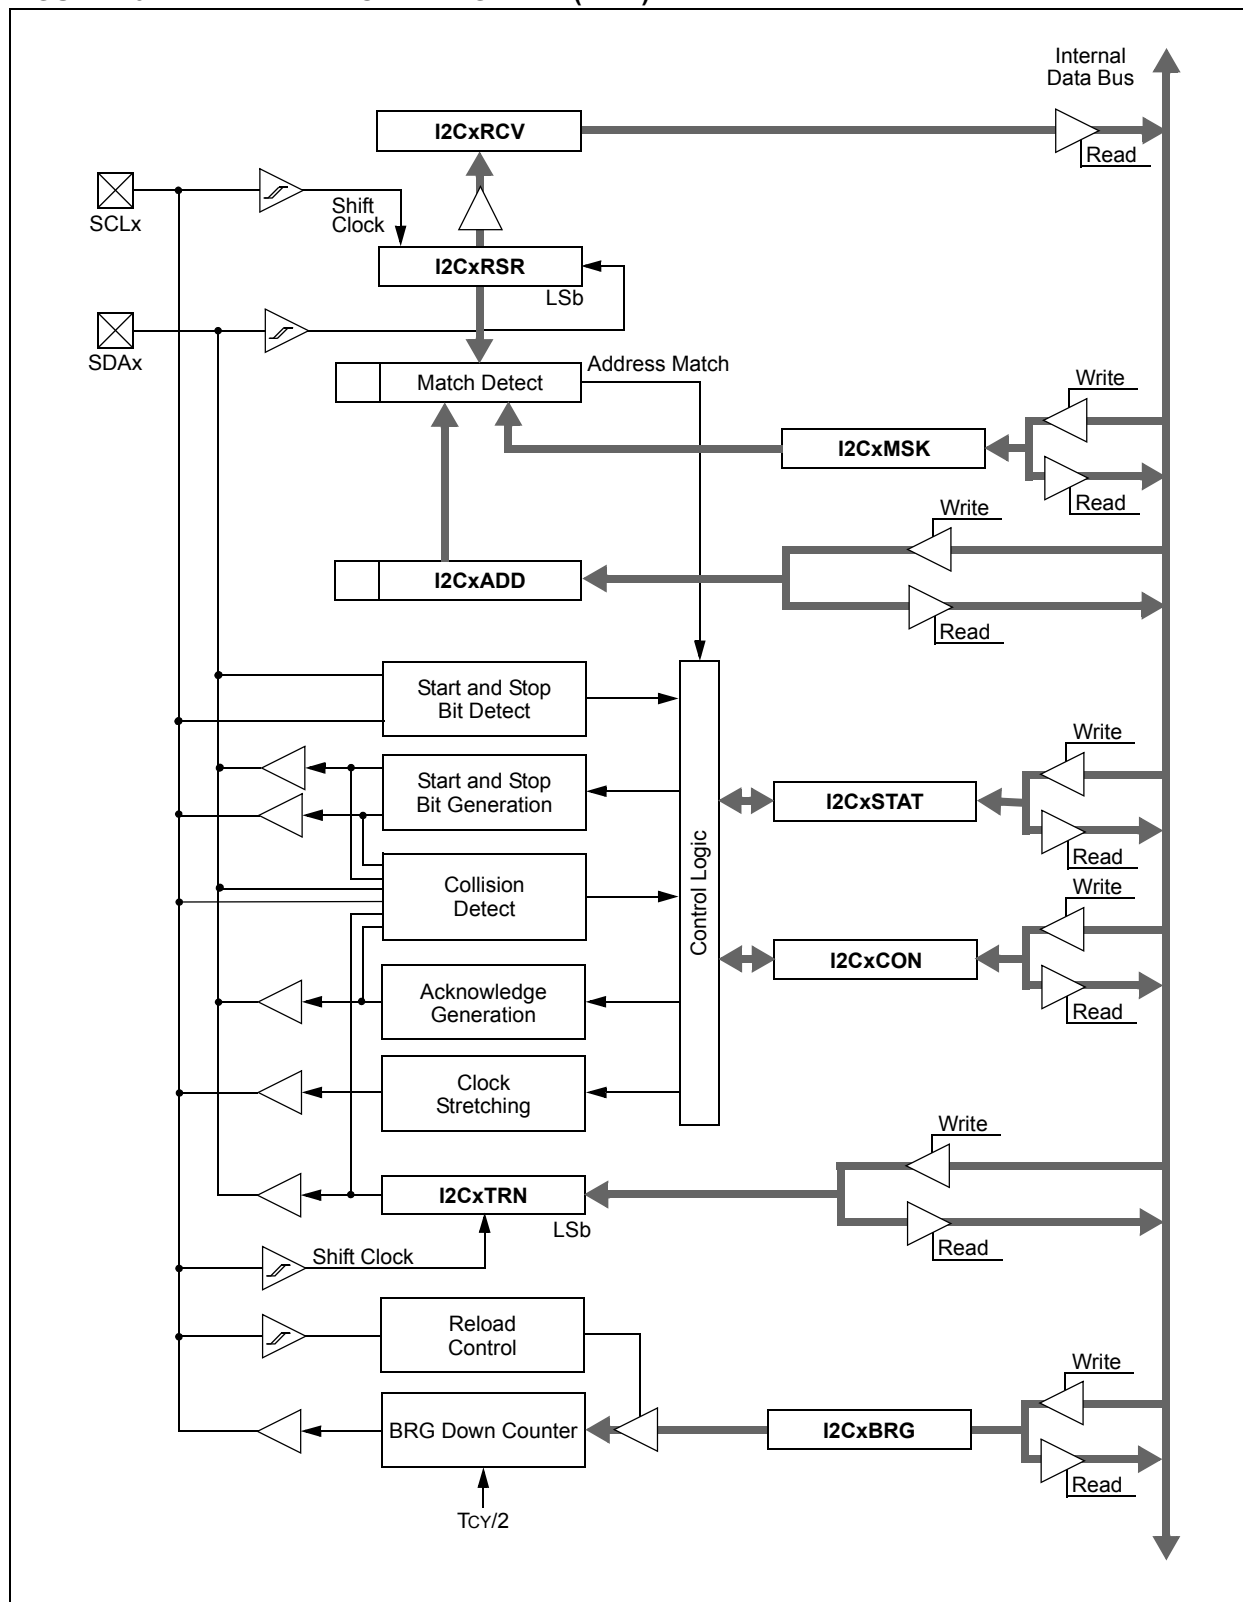 Internal
Data Bus
I2CxRCV
Read
SCLx
Shift
Clock
I2CxRSR
LSb
SDAx
Address Match
Match Detect
Write
I2CxMSK
Read
Write
I2CxADD
Read
Start and Stop
Bit Detect
Write
Start and Stop
Bit Generation
I2CxSTAT
Read
Control Logic
Collision
Detect
Write
I2CxCON
Read
Acknowledge
Generation
Clock
Stretching
Write
I2CxTRN
LSb
Read
Shift Clock
Reload
Control
Write
BRG Down Counter
I2CxBRG
Read
TCY/2